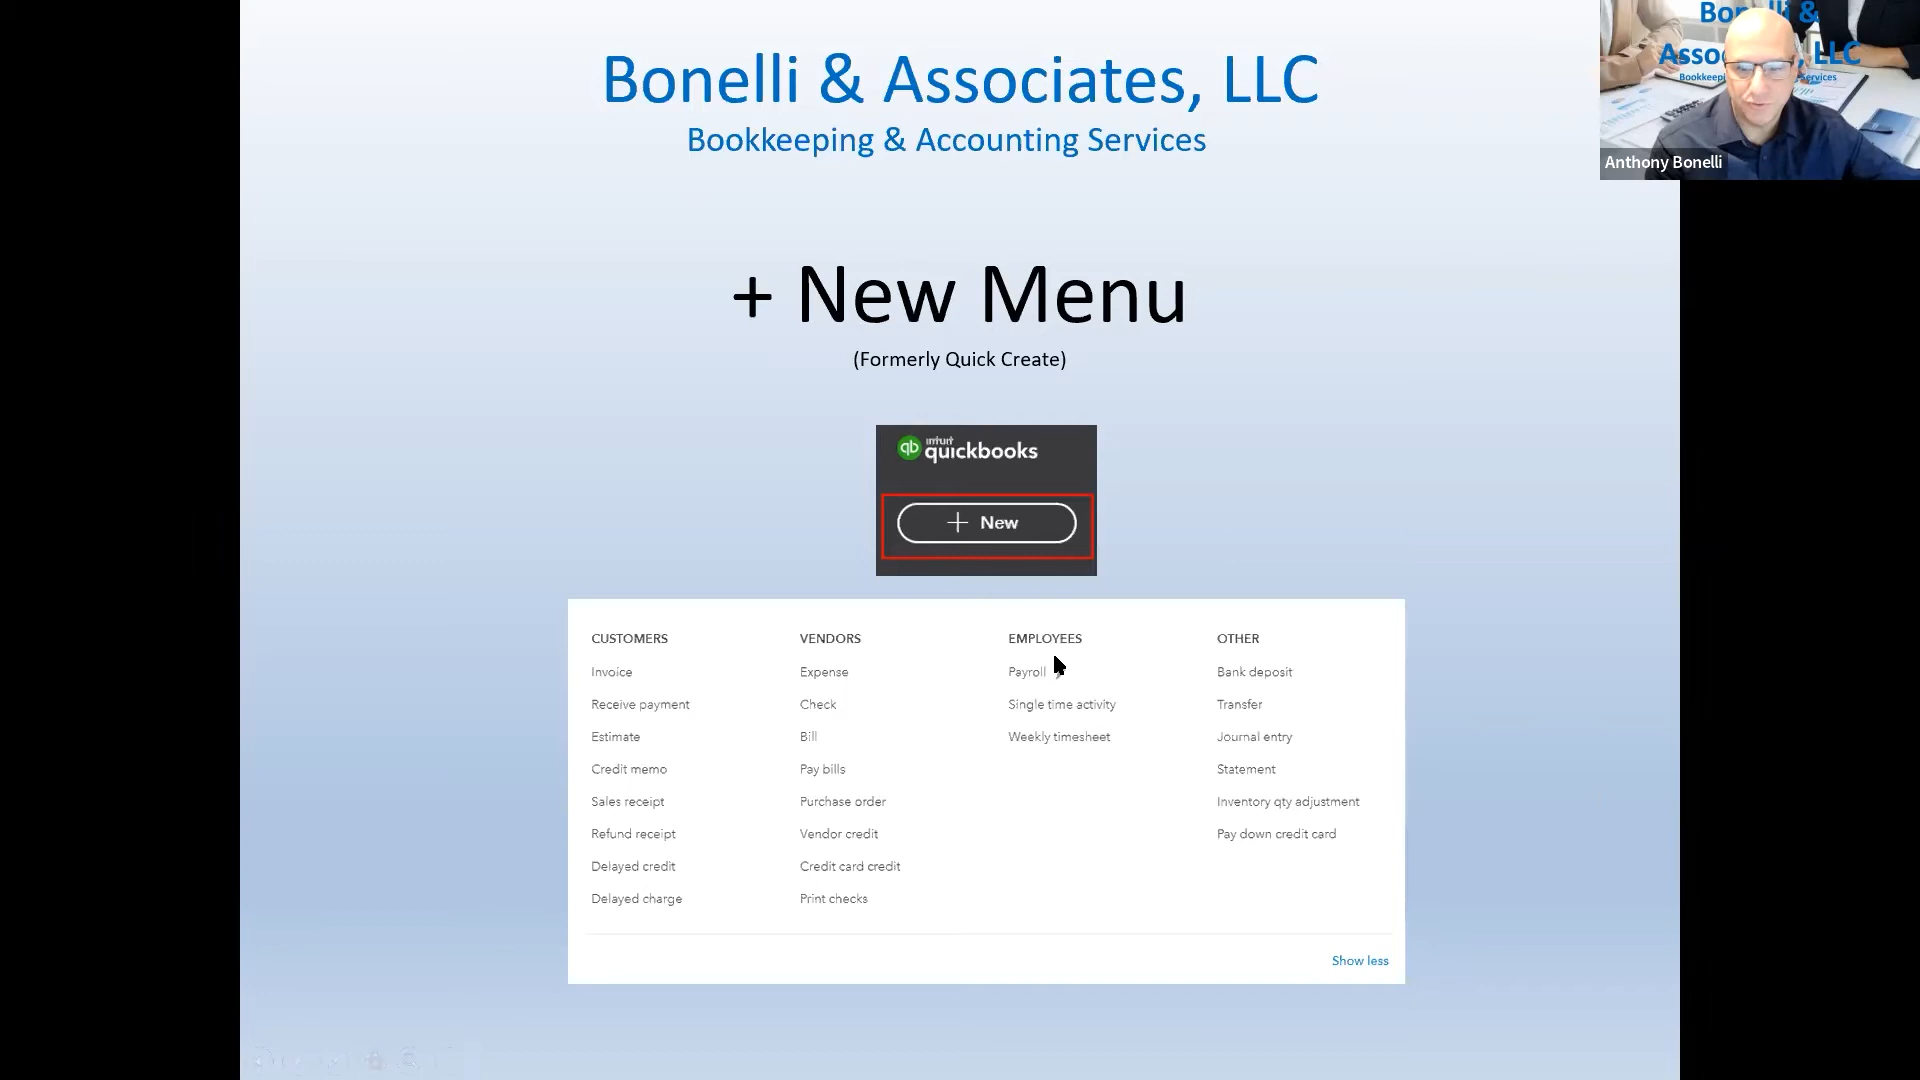 Bonelli & Associates, LLC
Bookkeeping & Accounting Services
Anthony Bonelli
+ New Menu
(Formerly Quick Create)
qb intuit quickbooks
+ New
CUSTOMERS VENDORS EMPLOYEES OTHER
Invoice Expense Payroll Bank deposit
Receive payment Check Single time activity Transfer
Estimate Bill Weekly timesheet Journal entry
Credit memo Pay bills Statement
Sales receipt Purchase order Inventory qty adjustment
Refund receipt Vendor credit Pay down credit card
Delayed credit Credit card credit
Delayed charge Print checks
Show less